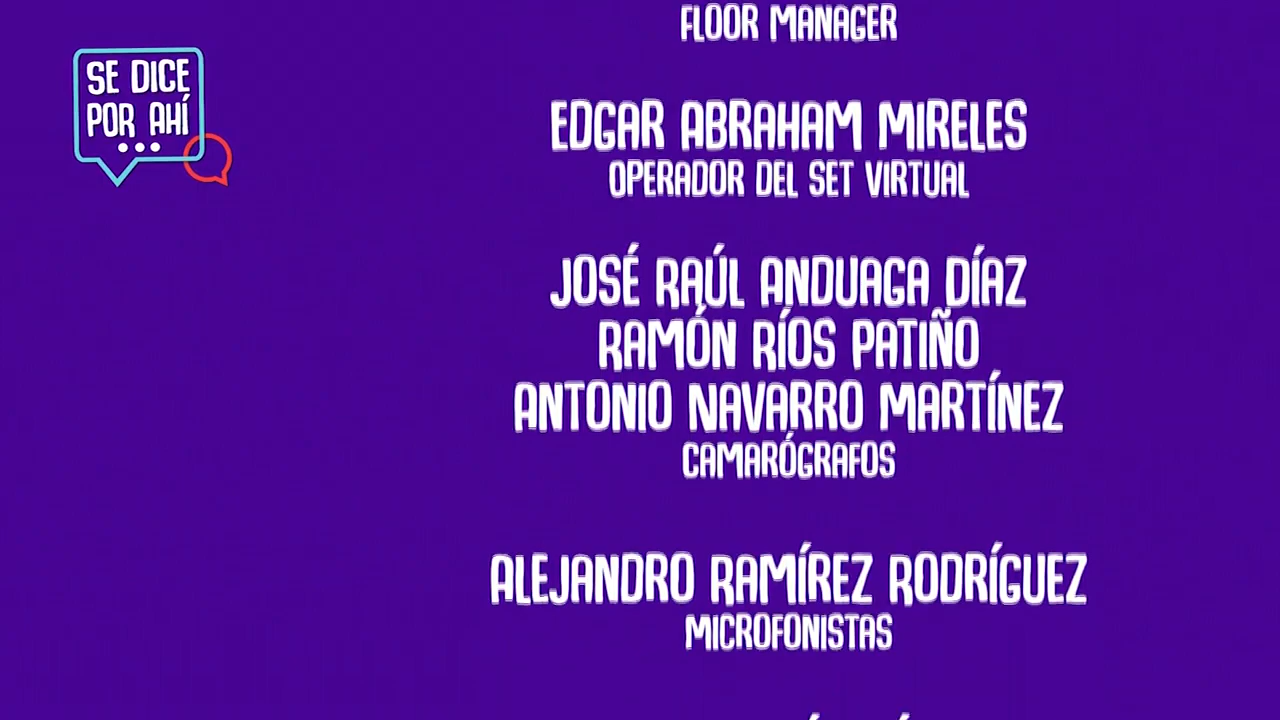 FLOOR MANAGER
SE DICE
POR AHÍ
EDGAR ABRAHAM MIRELES
OPERADOR DEL SET VIRTUAL
JOSÉ RAÚL ANDUAGA DÍAZ
RAMÓN RÍOS PATIÑO
ANTONIO NAVARRO MARTÍNEZ
CAMARÓGRAFOS
ALEJANDRO RAMÍREZ RODRÍGUEZ
MICROFONISTAS